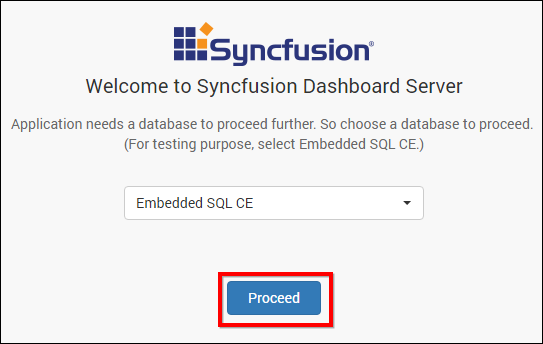 Syncfusion®
Welcome to Syncfusion Dashboard Server
Application needs a database to proceed further. So choose a database to proceed.
(For testing purpose, select Embedded SQL CE.)
Embedded SQL CE
Proceed